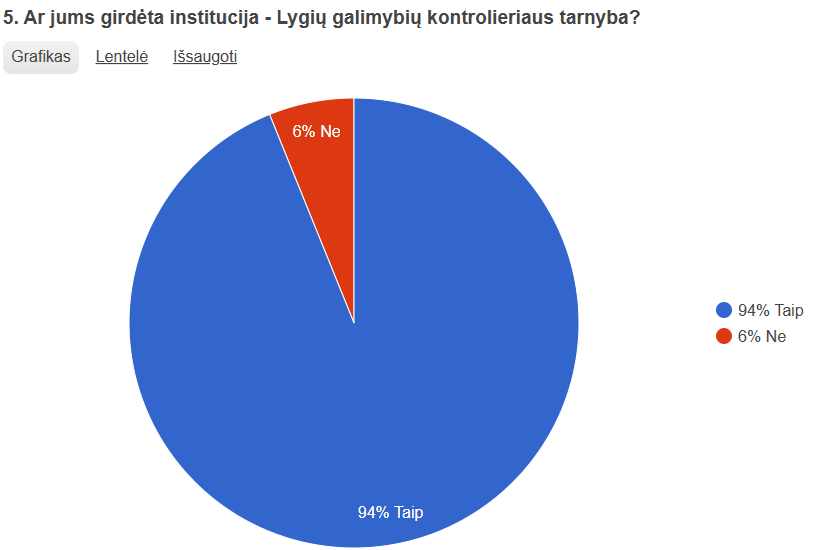 5. Ar jums girdėta institucija - Lygių galimybių kontrolieriaus tarnyba?
Grafikas Lentelė Išsaugoti
6% Ne
94% Taip
6% Ne
94% Taip